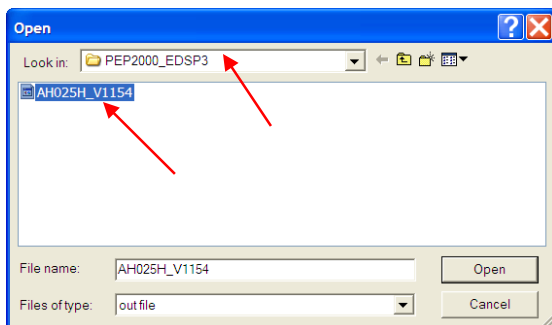 Open
Look in: PEP2000_EDSP3
AH025H_V1154
File name: AH025H_V1154 Open
Files of type: out file Cancel